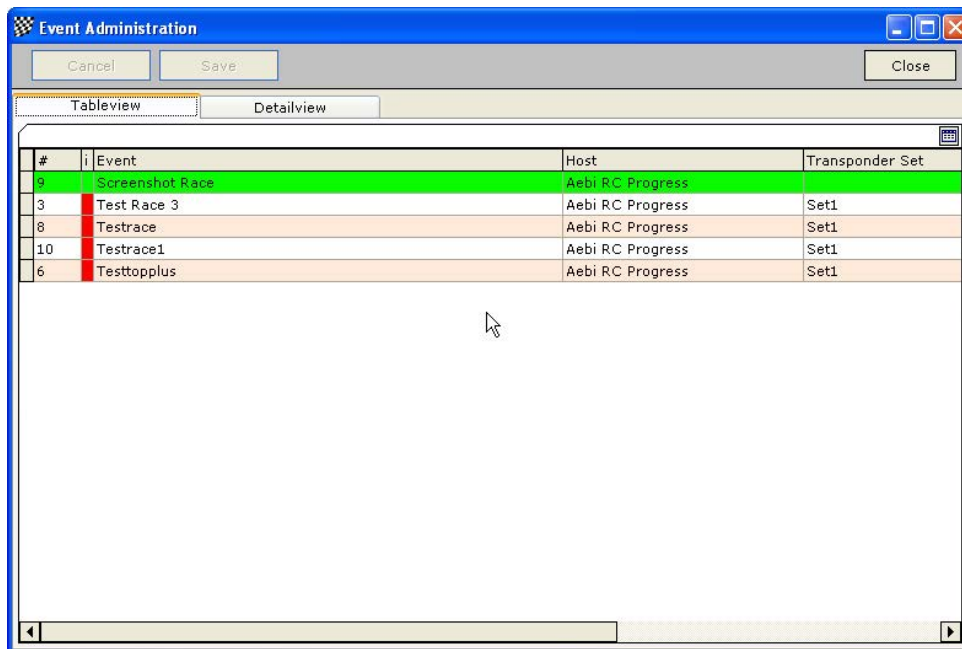 Event Administration
Cancel Save Close
Tableview Detailview
# i Event Host Transponder Set
9 Screenshot Race Aebi RC Progress
3 Test Race 3 Aebi RC Progress Set1
8 Testrace Aebi RC Progress Set1
10 Testrace1 Aebi RC Progress Set1
6 Testtopplus Aebi RC Progress Set1